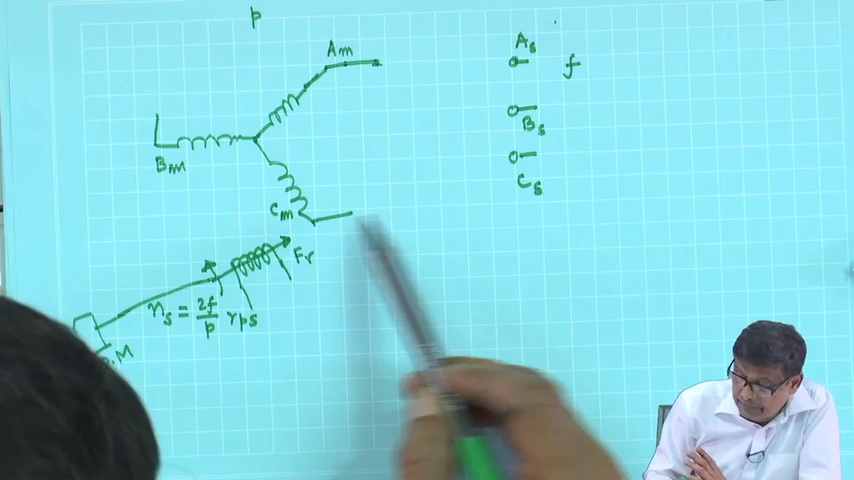 p
Am
As
f
Bs
Bm
Cs
Cm
Fr
ns = 2f/p rps
.M